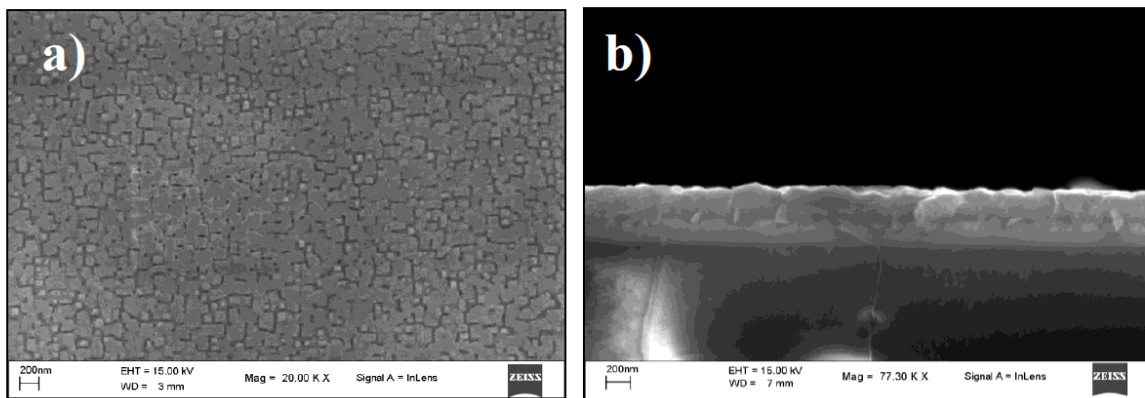 a)
200nm
EHT = 15.00 kV
WD = 3 mm
Mag = 20.00 K X
Signal A = InLens
ZEISS
b)
200nm
EHT = 15.00 kV
WD = 7 mm
Mag = 77.30 K X
Signal A = InLens
ZEISS